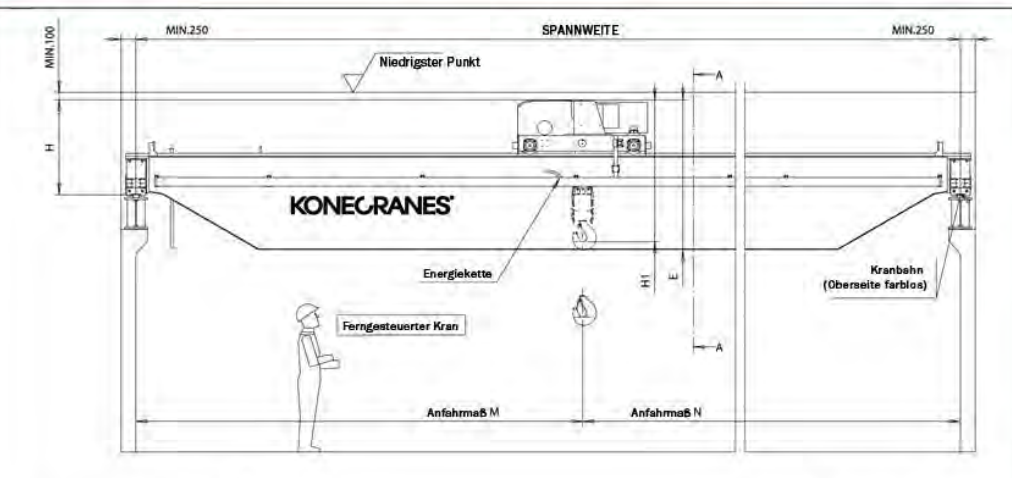 MIN.250
SPANNWEITE
MIN.250
MIN.100
Niedrigster Punkt
A
H
KONECRANES®
Energiekette
H1
E
Kranbahn
(Oberseite farblos)
Ferngesteuerter Kran
A
Anfahrmaß M
Anfahrmaß N